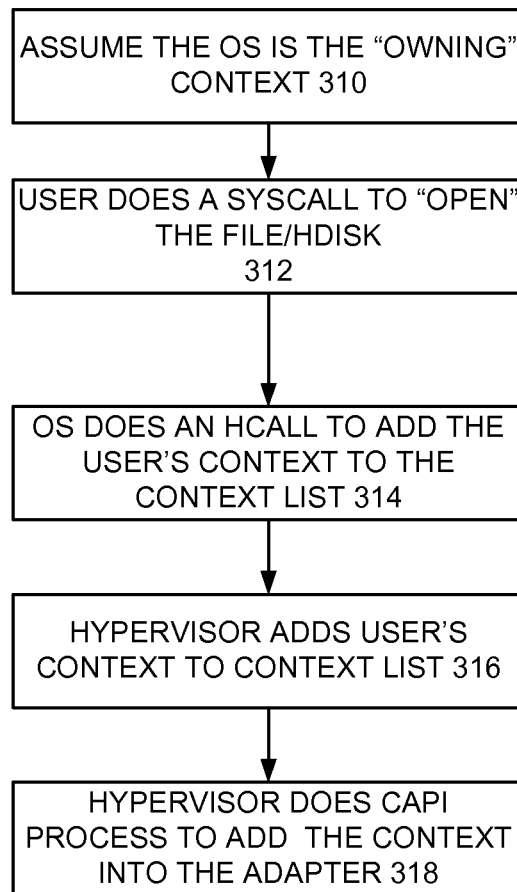 ASSUME THE OS IS THE “OWNING”
CONTEXT 310
USER DOES A SYSCALL TO “OPEN”
THE FILE/HDISK
312
OS DOES AN HCALL TO ADD THE
USER’S CONTEXT TO THE
CONTEXT LIST 314
HYPERVISOR ADDS USER’S
CONTEXT TO CONTEXT LIST 316
HYPERVISOR DOES CAPI
PROCESS TO ADD THE CONTEXT
INTO THE ADAPTER 318